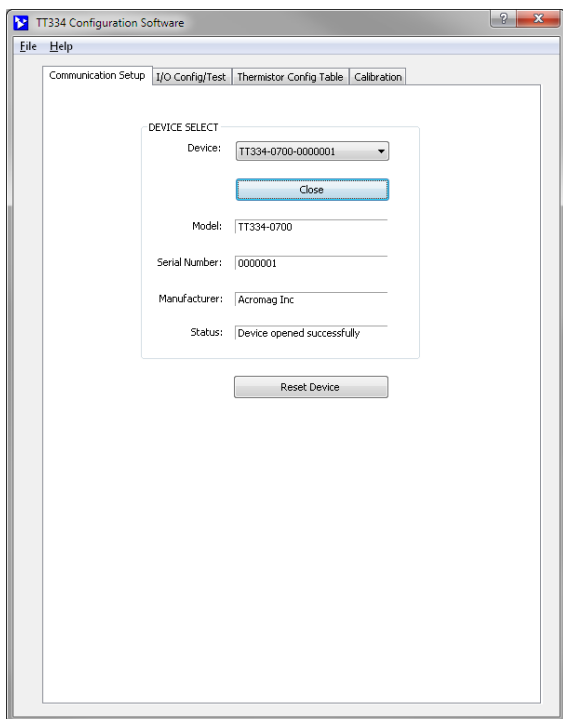 TT334 Configuration Software
File Help
Communication Setup I/O Config/Test Thermistor Config Table Calibration
DEVICE SELECT
Device: TT334-0700-0000001
Close
Model: TT334-0700
Serial Number: 0000001
Manufacturer: Acromag Inc
Status: Device opened successfully
Reset Device